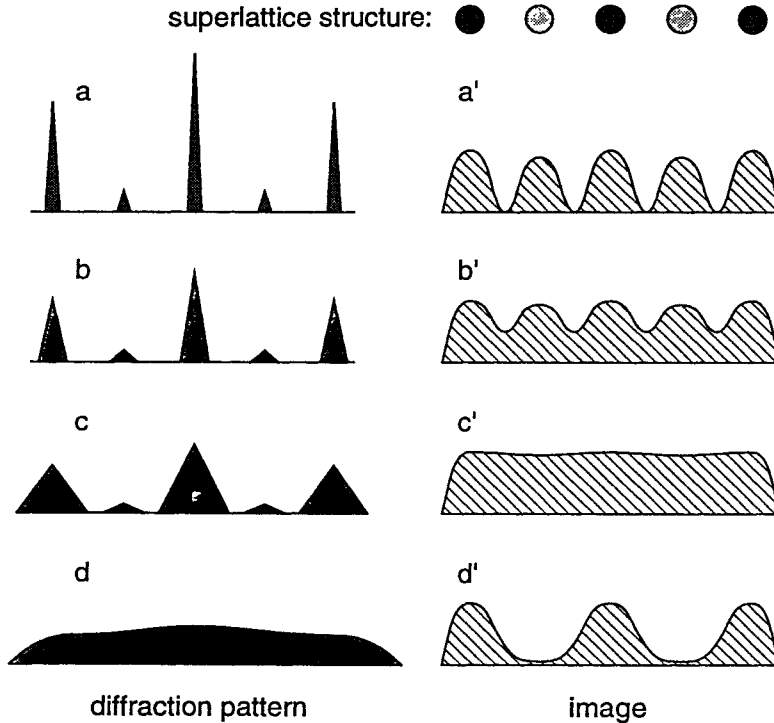 superlattice structure:
a
a'
b
b'
c
c'
d
d'
diffraction pattern
image